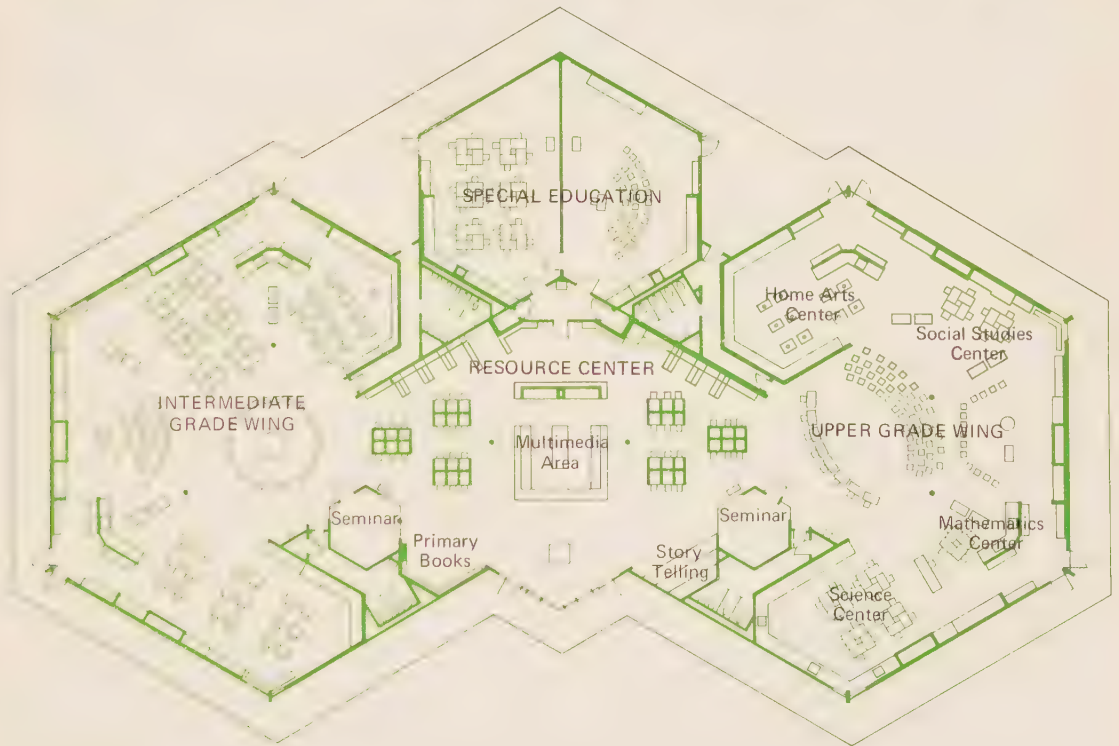 SPECIAL EDUCATION
Home Arts
Center
Social Studies
Center
RESOURCE CENTER
INTERMEDIATE
GRADE WING
Multimedia
Area
UPPER GRADE WING
Seminar
Seminar
Primary
Books
Story
Telling
Mathematics
Center
Science
Center